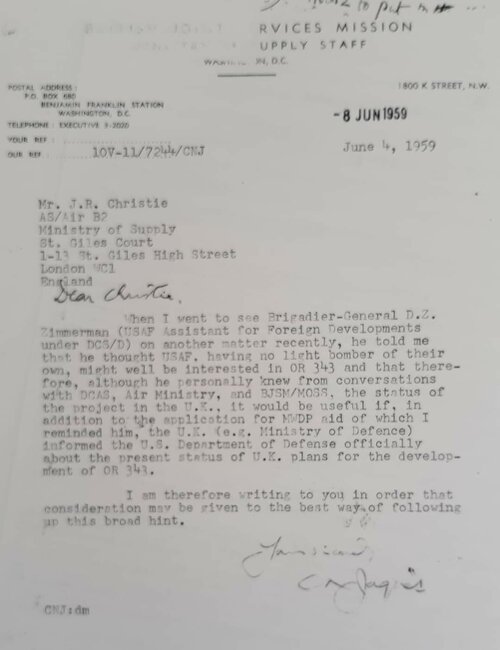 to put in
RVICES MISSION
UPPLY STAFF
WASHIN ON, D.C.
POSTAL ADDRESS:
P.O. BOX 680
BENJAMIN FRANKLIN STATION
WASHINGTON, D.C.
TELEPHONE: EXECUTIVE 3-2020
YOUR REF:
OUR REF: 10V-11/7244/CNJ
1800 K STREET, N.W.
-8 JUN 1959
June 4, 1959
Mr. J.R. Christie
AS/Air B2
Ministry of Supply
St. Giles Court
1-13 St. Giles High Street
London WC1
England
Dear Christie,
When I went to see Brigadier-General D.Z.
Zimmerman (USAF Assistant for Foreign Developments
under DCS/D) on another matter recently, he told me
that he thought USAF, having no light bomber of their
own, might well be interested in OR 343 and that there-
fore, although he personally knew from conversations
with DCAS, Air Ministry, and BJSM/MOSS, the status of
the project in the U.K., it would be useful if, in
addition to the application for MWDP aid of which I
reminded him, the U.K. (e.g. Ministry of Defence)
informed the U.S. Department of Defense officially
about the present status of U.K. plans for the develop-
ment of OR 343.
I am therefore writing to you in order that
consideration may be given to the best way of following
up this broad hint.
CNJ:dm